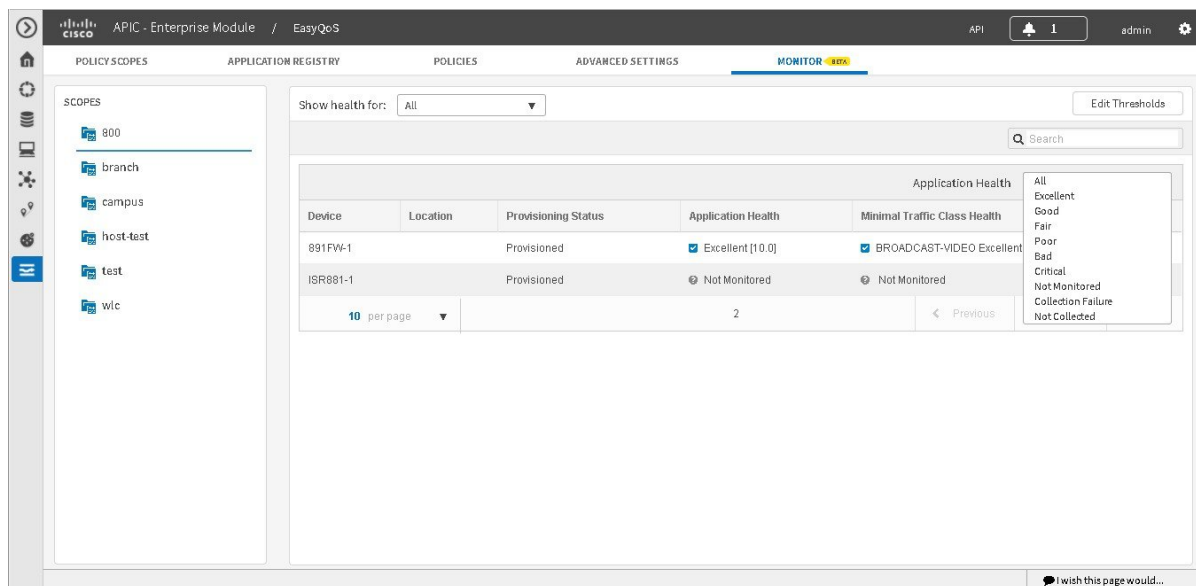 cisco APIC - Enterprise Module / EasyQoS API 1 admin
POLICY SCOPES APPLICATION REGISTRY POLICIES ADVANCED SETTINGS MONITOR BETA
SCOPES
800
branch
campus
host-test
test
wlc
Show health for: All Edit Thresholds
Search
Application Health
All
Excellent
Good
Fair
Poor
Bad
Critical
Not Monitored
Collection Failure
Not Collected
Device Location Provisioning Status Application Health Minimal Traffic Class Health
891FW-1 Provisioned Excellent [10.0] BROADCAST-VIDEO Excellent
ISR881-1 Provisioned Not Monitored Not Monitored
10 per page 2 Previous
I wish this page would...